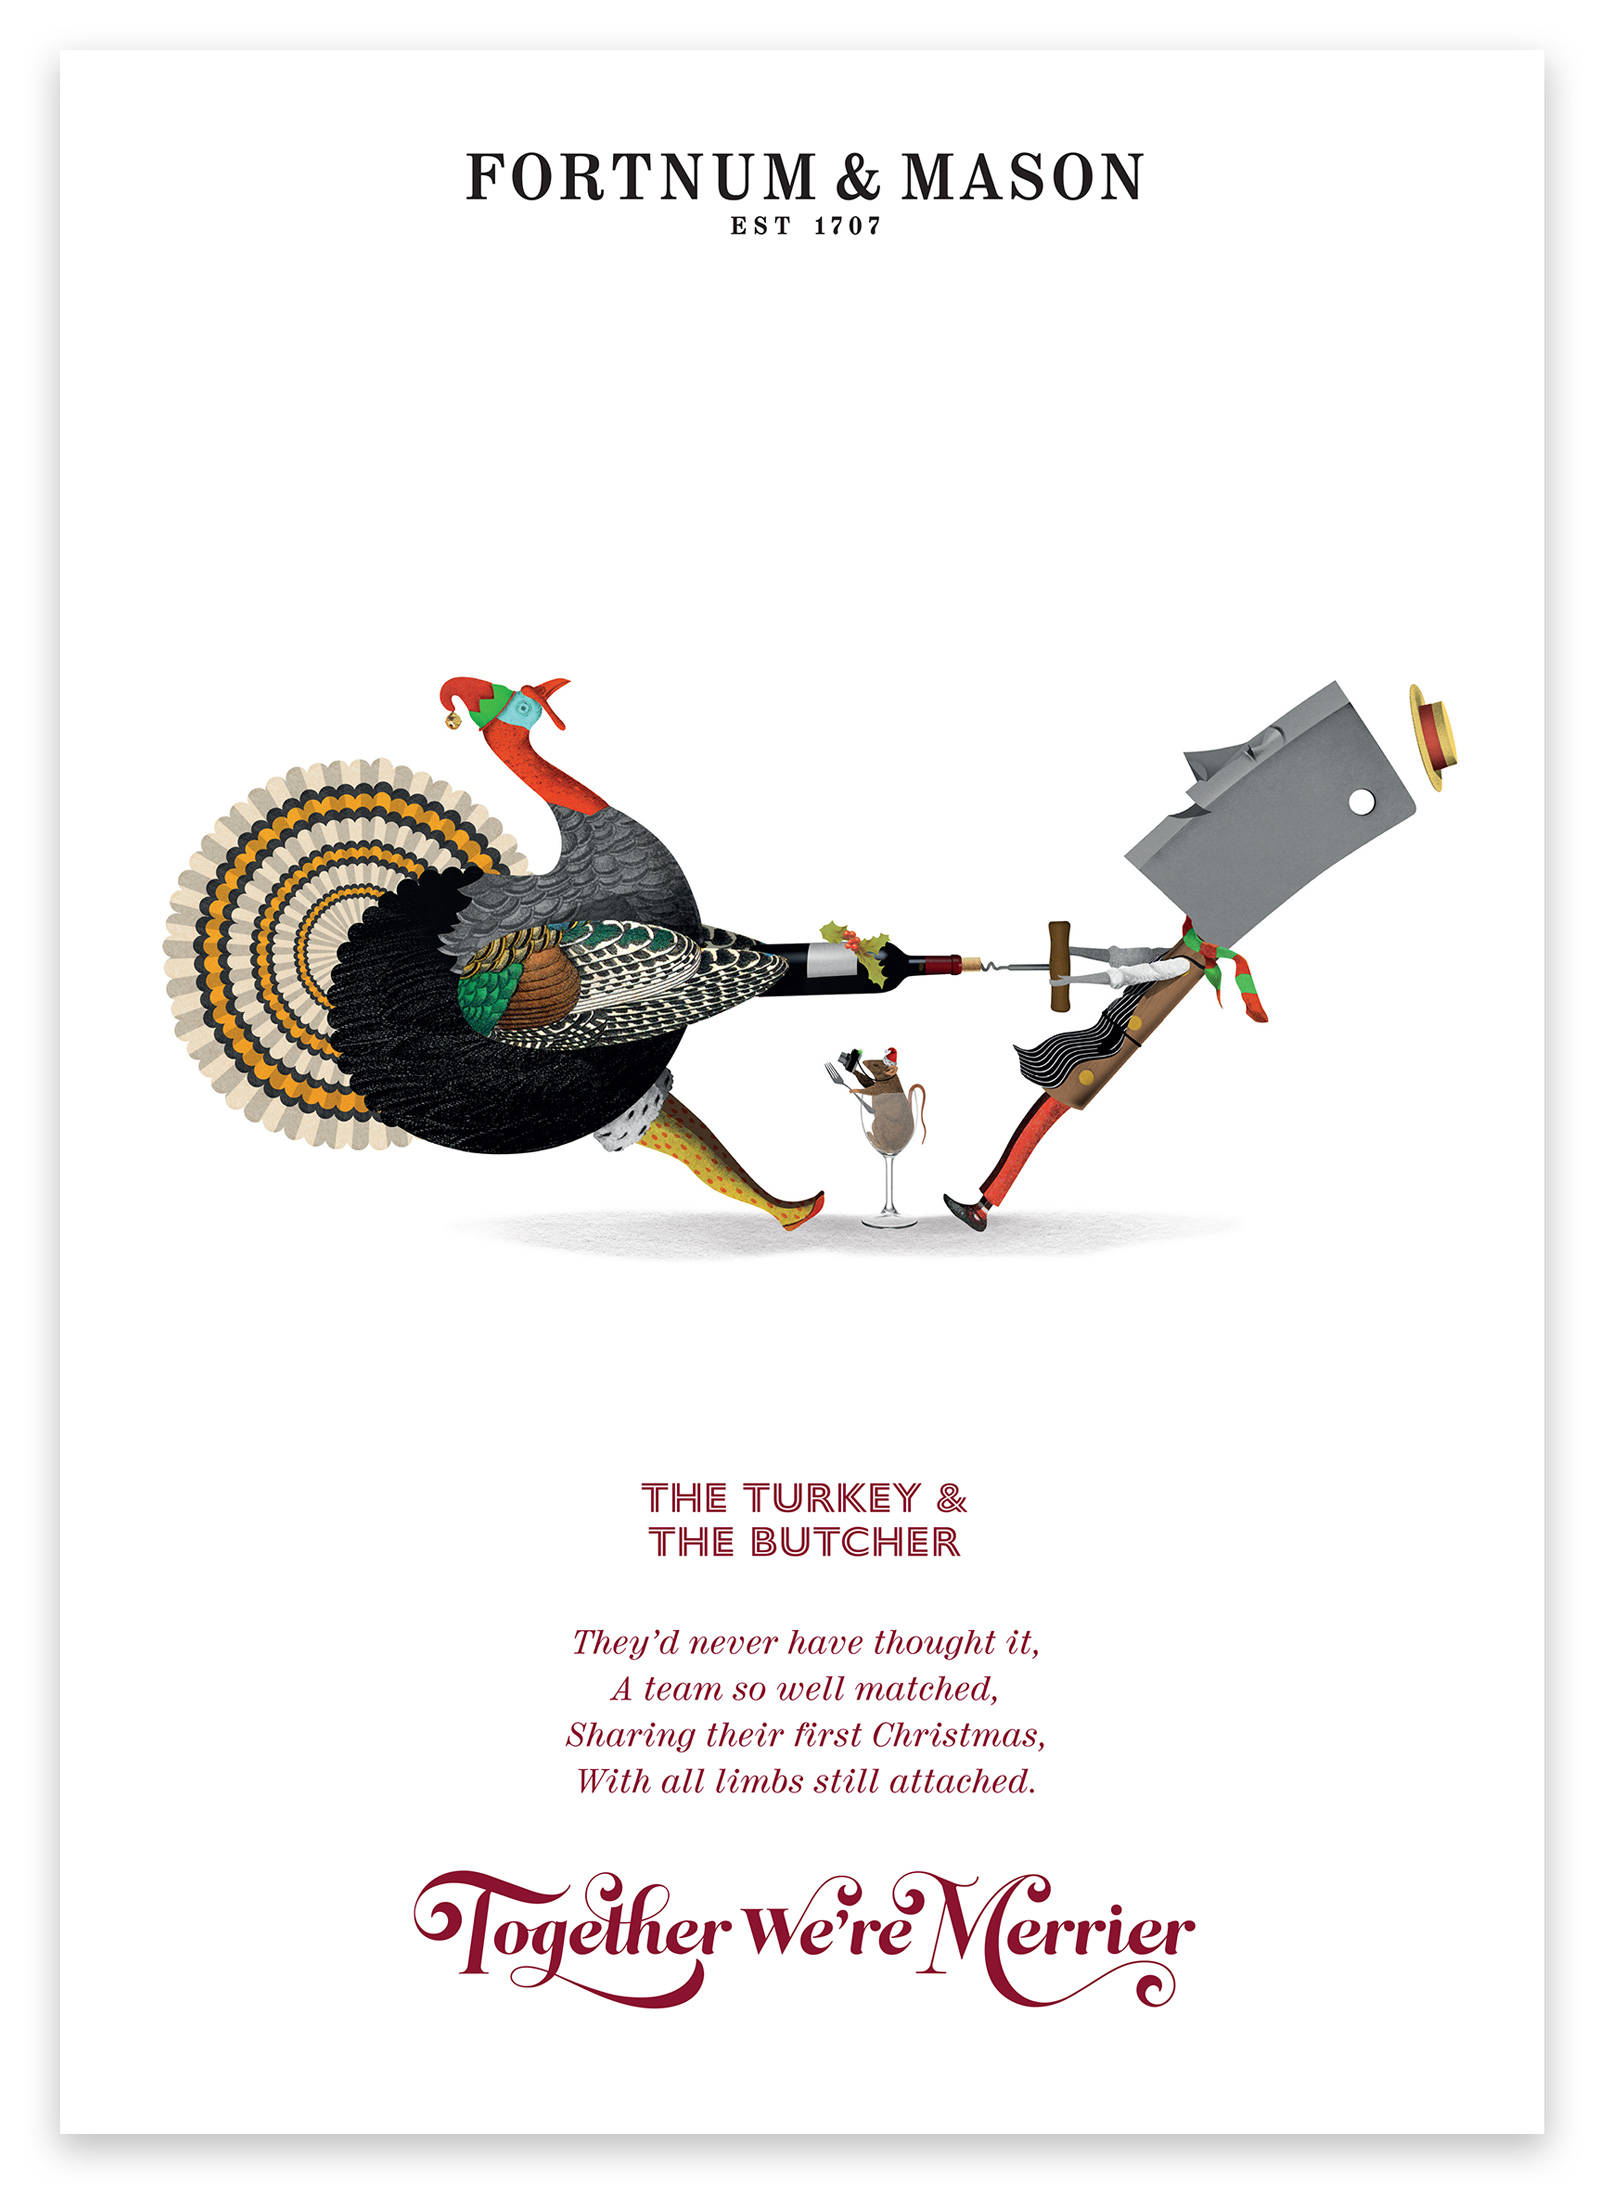 FORTNUM & MASON
EST 1707
THE TURKEY &
THE BUTCHER
They’d never have thought it,
A team so well matched,
Sharing their first Christmas,
With all limbs still attached.
Together We’re Merrier